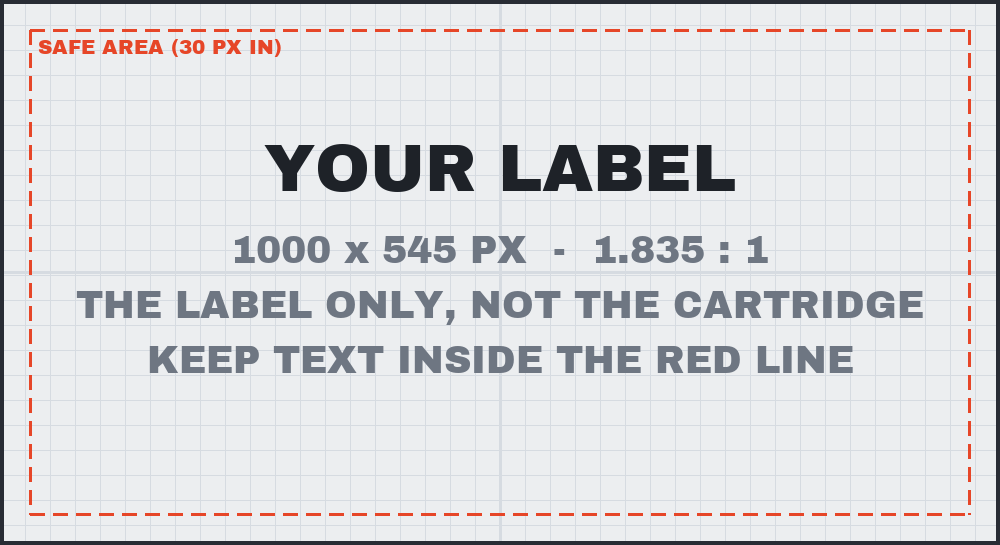 SAFE AREA (30 PX IN)
YOUR LABEL
1000 x 545 PX - 1.835 : 1
THE LABEL ONLY, NOT THE CARTRIDGE
KEEP TEXT INSIDE THE RED LINE